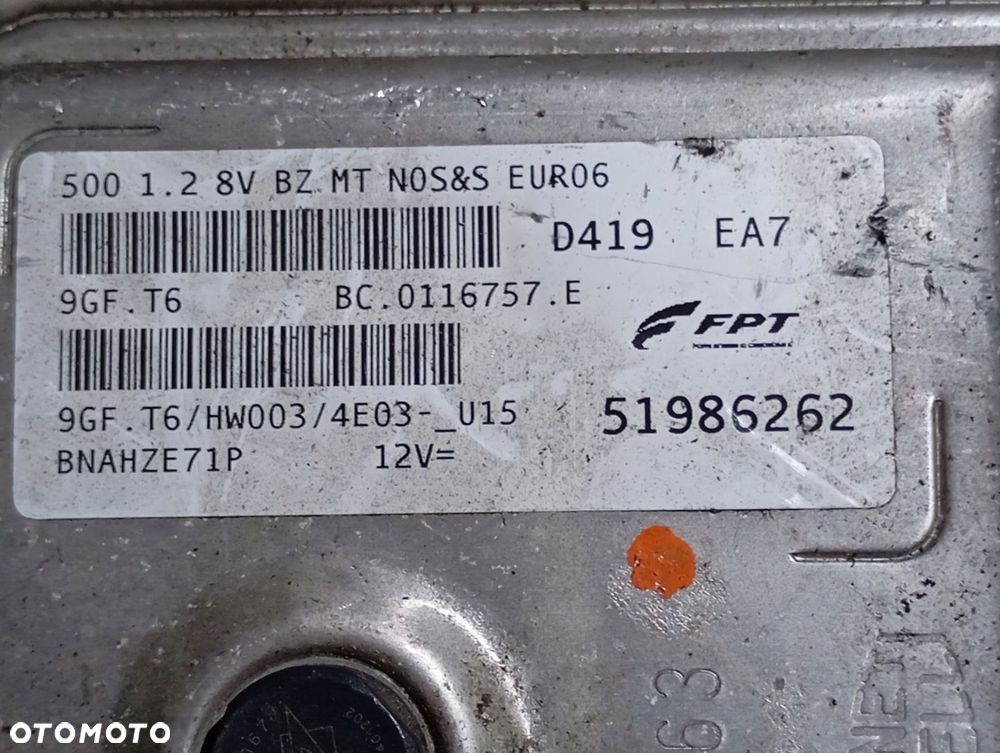 500 1.2 8V BZ MT NOS&S EURO6
D419 EA7
9GF.T6 BC.0116757.E
FPT
9GF.T6/HW003/4E03-_U15
51986262
BNAHZE71P 12V=
63
OTOMOTO